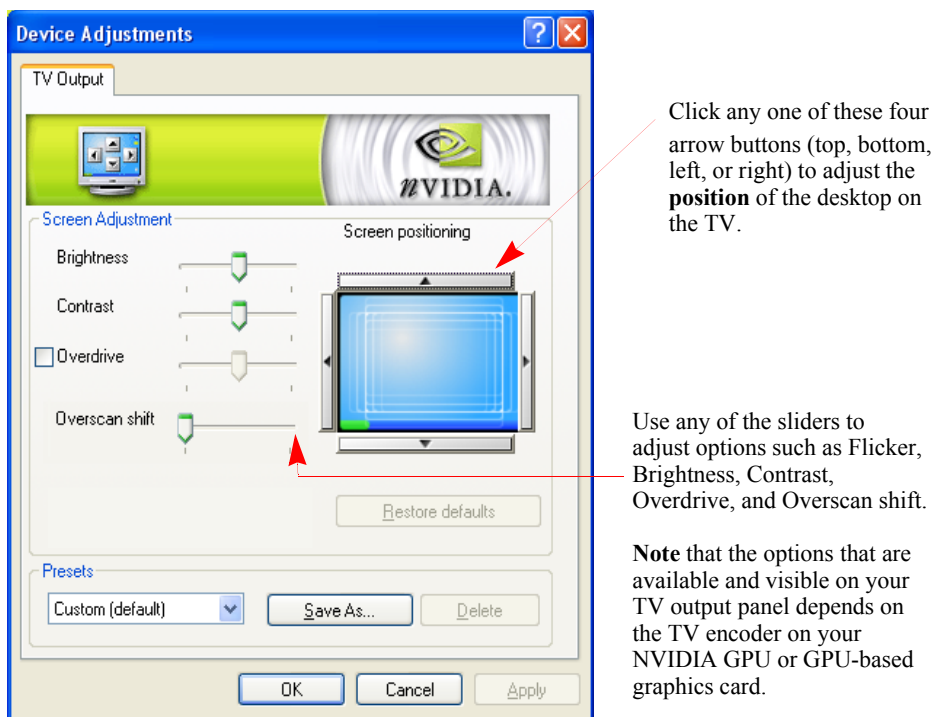 Device Adjustments
TV Output
NVIDIA.
Screen Adjustment
Screen positioning
Brightness
Contrast
Overdrive
Overscan shift
Restore defaults
Presets
Custom (default)
Save As...
Delete
OK
Cancel
Apply
Click any one of these four
arrow buttons (top, bottom,
left, or right) to adjust the
position of the desktop on
the TV.
Use any of the sliders to
adjust options such as Flicker,
Brightness, Contrast,
Overdrive, and Overscan shift.
Note that the options that are
available and visible on your
TV output panel depends on
the TV encoder on your
NVIDIA GPU or GPU-based
graphics card.